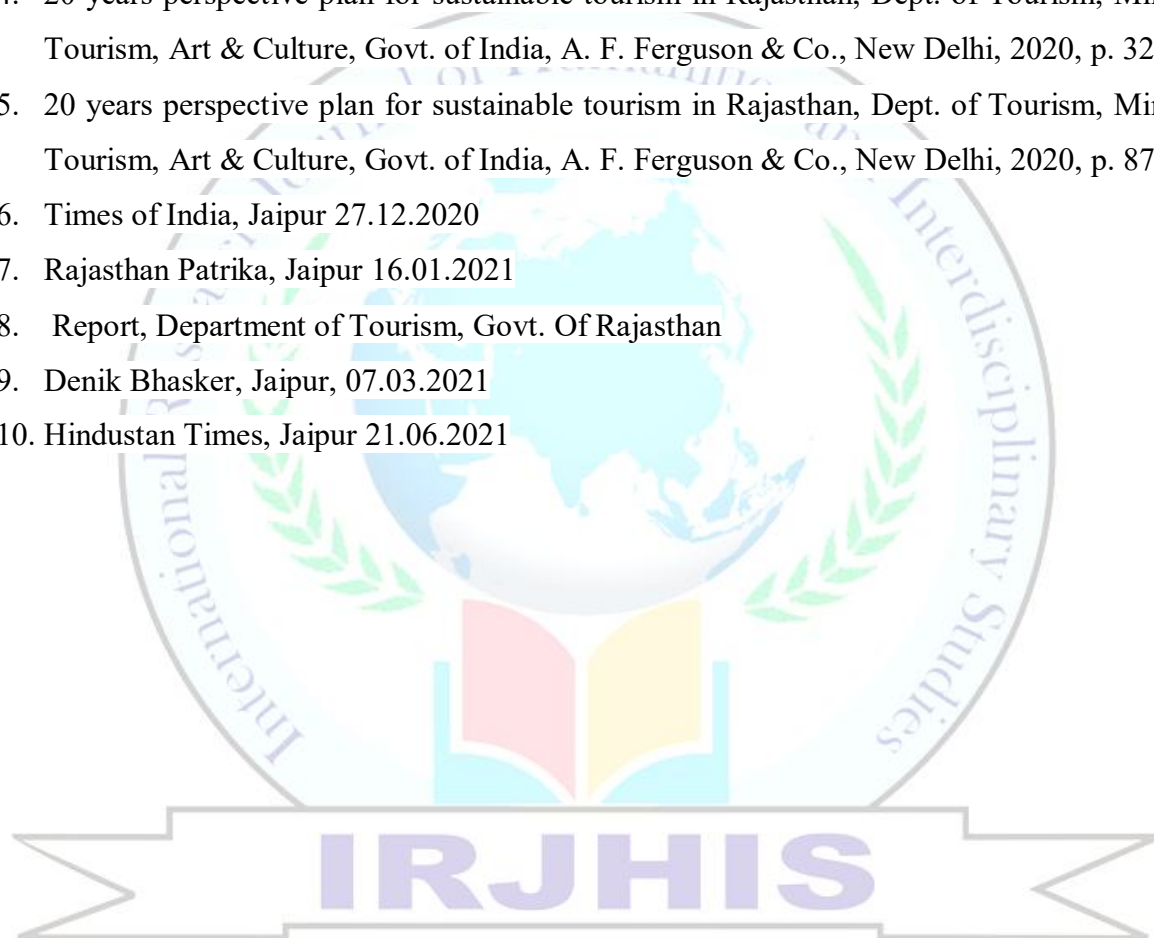 20 years perspective plan for sustainable tourism in Rajasthan, Dept. of Tourism,
Tourism, Art & Culture, Govt. of India, A. F. Ferguson & Co., New Delhi, 2020, p. 32
5. 20 years perspective plan for sustainable tourism in Rajasthan, Dept. of Tourism,
Tourism, Art & Culture, Govt. of India, A. F. Ferguson & Co., New Delhi, 2020, p. 87
6. Times of India, Jaipur 27.12.2020
7. Rajasthan Patrika, Jaipur 16.01.2021
8. Report, Department of Tourism, Govt. Of Rajasthan
9. Denik Bhasker, Jaipur, 07.03.2021
10. Hindustan Times, Jaipur 21.06.2021
International
Interdisciplinary Studies
IRJHIS